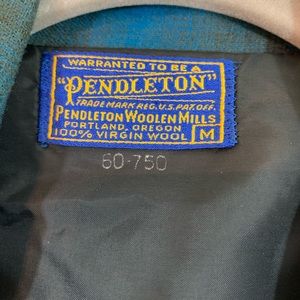 WARRANTED TO BE A
"PENDLETON"
TRADE MARK REG. U.S. PAT. OFF.
PENDLETON WOOLEN MILLS
PORTLAND, OREGON
100% VIRGIN WOOL M
60-750